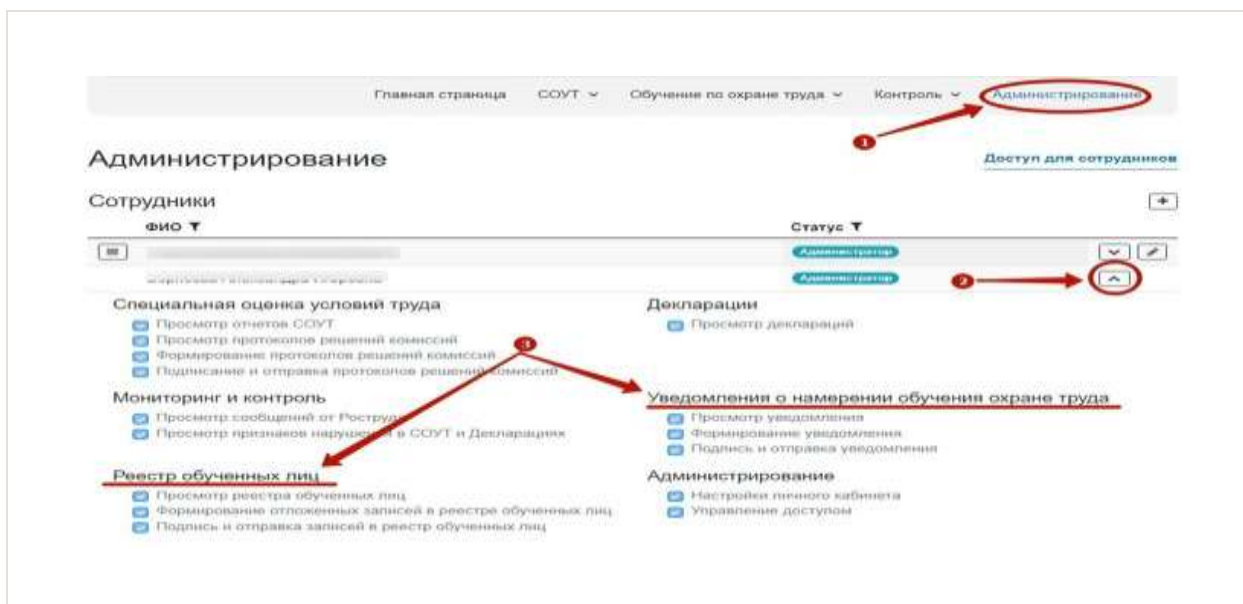 Главная страница СОУТ Обучение по охране труда Контроль Администрирование
1
Администрирование
Доступ для сотрудников
Сотрудники
+
ФИО Статус
Администратор
Администратор
2
Специальная оценка условий труда
Просмотр отчетов СОУТ
Просмотр протоколов решений комиссий
Формирование протоколов решений комиссий
Подписание и отправка протоколов решений комиссий
Декларации
Просмотр деклараций
3
Мониторинг и контроль
Просмотр сообщений от Роструда
Просмотр признаков нарушений в СОУТ и Декларациях
Уведомления о намерении обучения охране труда
Просмотр уведомления
Формирование уведомления
Подпись и отправка уведомления
Реестр обученных лиц
Просмотр реестра обученных лиц
Формирование отложенных записей в реестре обученных лиц
Подпись и отправка записей в реестр обученных лиц
Администрирование
Настройки личного кабинета
Управление доступом